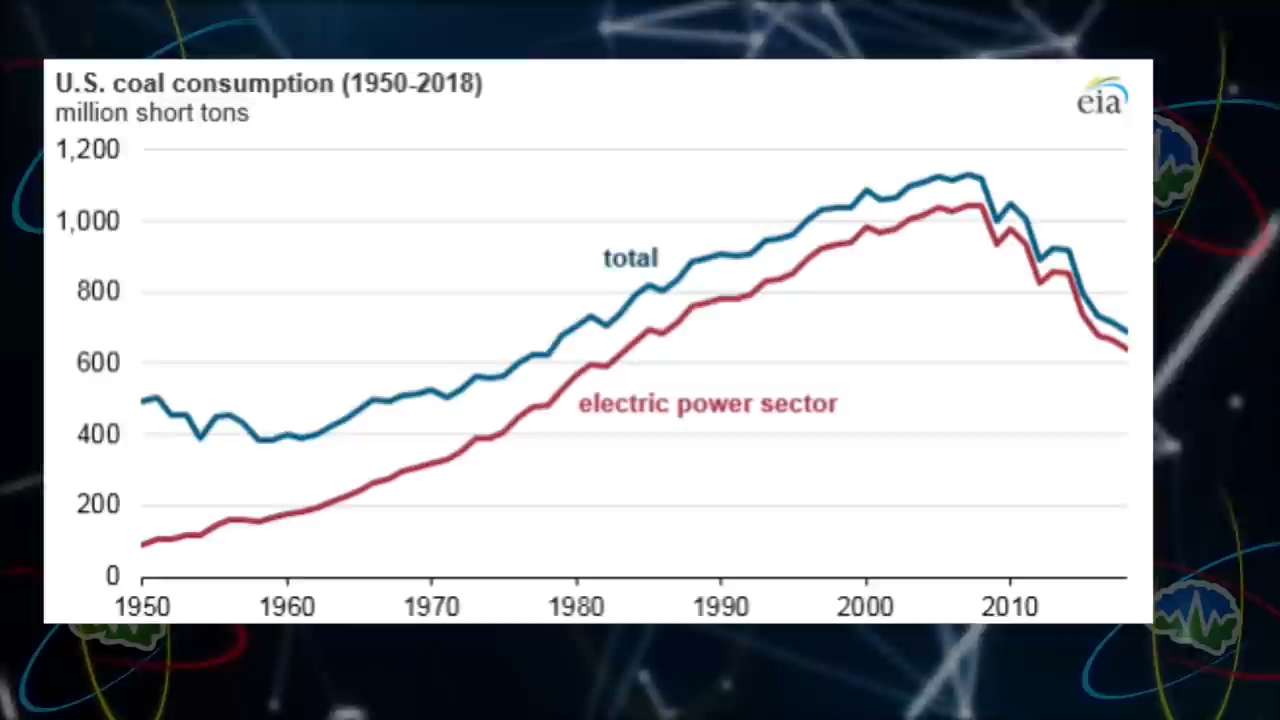 U.S. coal consumption (1950-2018)
million short tons
eia
1,200
1,000
total
800
600
electric power sector
400
200
0
1950 1960 1970 1980 1990 2000 2010